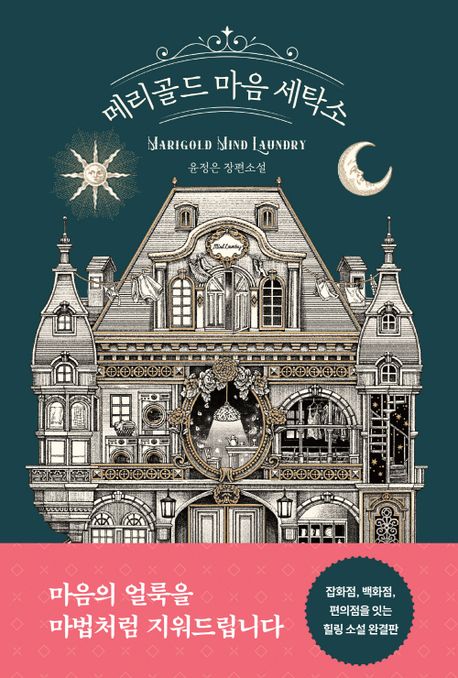 메리골드 마음 세탁소
MARIGOLD MIND LAUNDRY
윤정은 장편소설
Mind Laundry
마음의 얼룩을
마법처럼 지워드립니다
잡화점, 백화점,
편의점을 잇는
힐링 소설 완결판